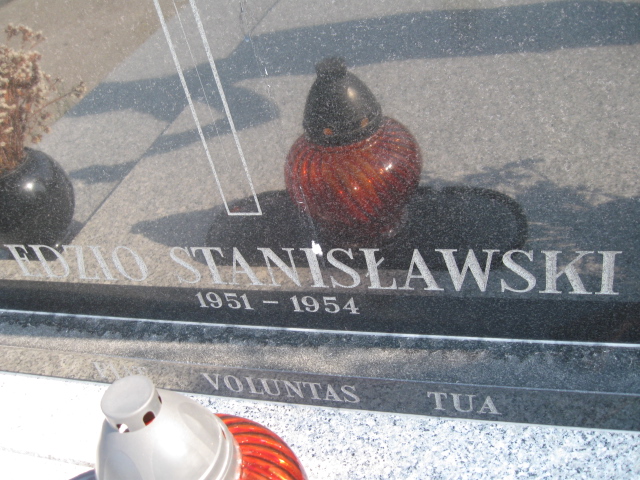 EDZIO STANISŁAWSKI
1951 – 1954
VOLUNTAS TUA